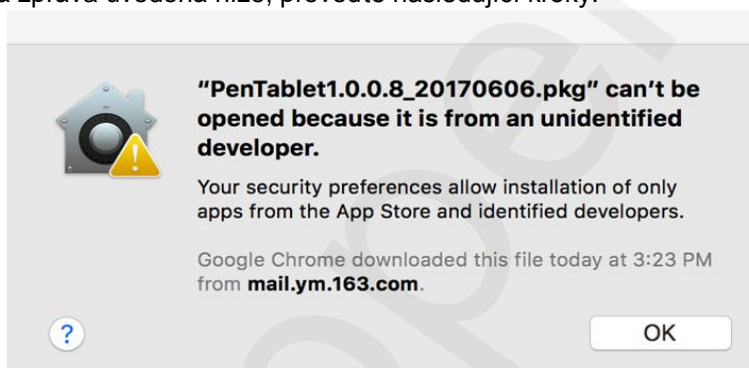 a zpráva uvedená níže, proveďte následující kroky:
“PenTablet1.0.0.8_20170606.pkg” can’t be
opened because it is from an unidentified
developer.
Your security preferences allow installation of only
apps from the App Store and identified developers.
Google Chrome downloaded this file today at 3:23 PM
from mail.ym.163.com.
?
OK